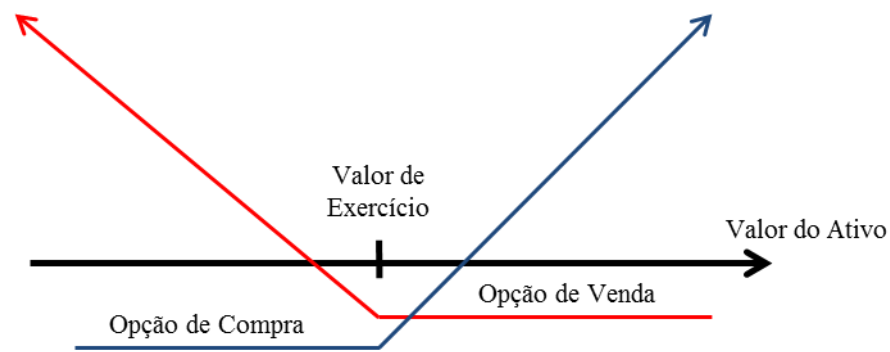 Valor de
Exercício
Valor do Ativo
Opção de Venda
Opção de Compra